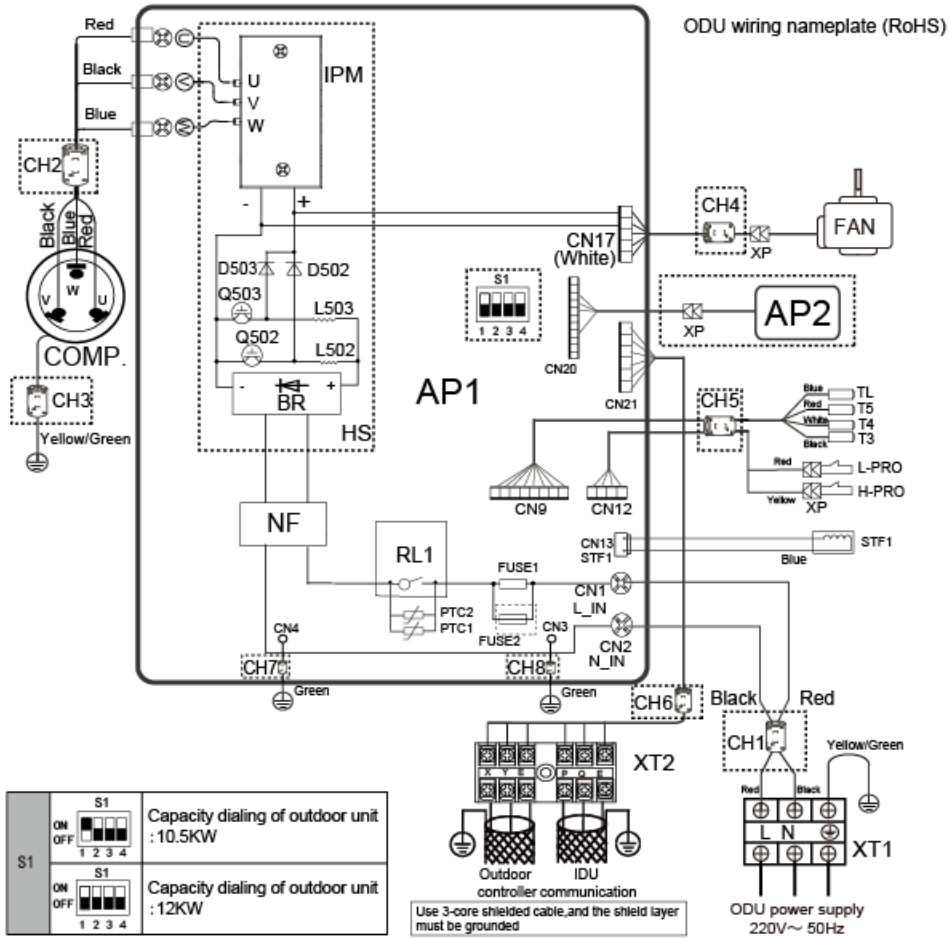 ODU wiring nameplate (RoHS)
Red
Black
Blue
U
V
W
U
V
W
IPM
-
+
CH2
Black
Blue
Red
V
W
U
COMP.
CH3
Yellow/Green
D503
D502
Q503
L503
Q502
L502
-
+
BR
HS
AP1
S1
1 2 3 4
CN17
(White)
CH4
XP
FAN
CN20
XP
AP2
CN21
CH5
Blue
TL
Red
T5
White
T4
Black
T3
Red
L-PRO
Yellow
H-PRO
XP
CN9
CN12
NF
RL1
PTC2
PTC1
FUSE1
FUSE2
CN13
STF1
Blue
STF1
CN1
L_IN
CN2
N_IN
CN4
CH7
Green
CN3
CH8
Green
CH6
Black
Red
CH1
Yellow/Green
Red
Black
L N
XT1
ODU power supply
220V～ 50Hz
X Y E P Q E
XT2
Outdoor
controller communication
IDU
Use 3-core shielded cable,and the shield layer
must be grounded
S1
S1
ON
OFF
1 2 3 4
Capacity dialing of outdoor unit
:10.5KW
S1
ON
OFF
1 2 3 4
Capacity dialing of outdoor unit
:12KW